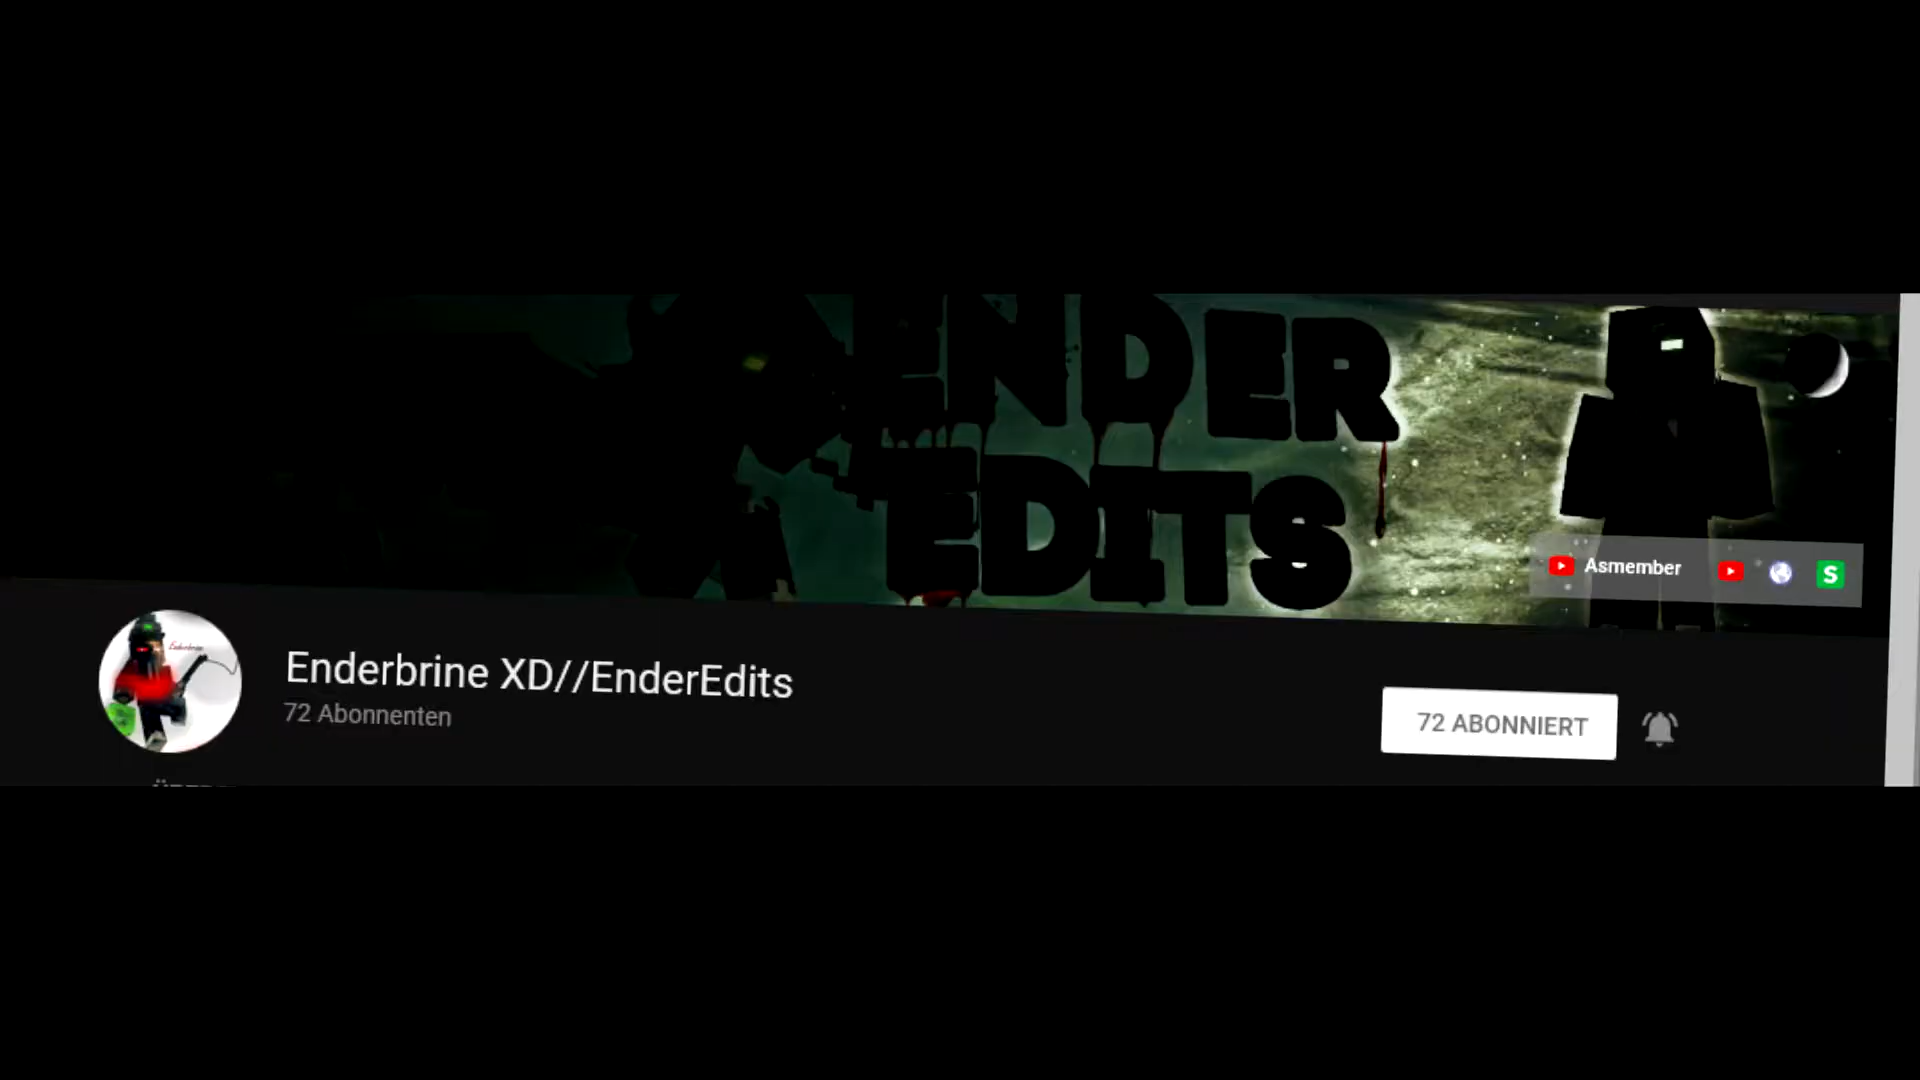 ENDER
EDITS
Asmember
Enderbrine XD//EnderEdits
72 Abonnenten
72 ABONNIERT